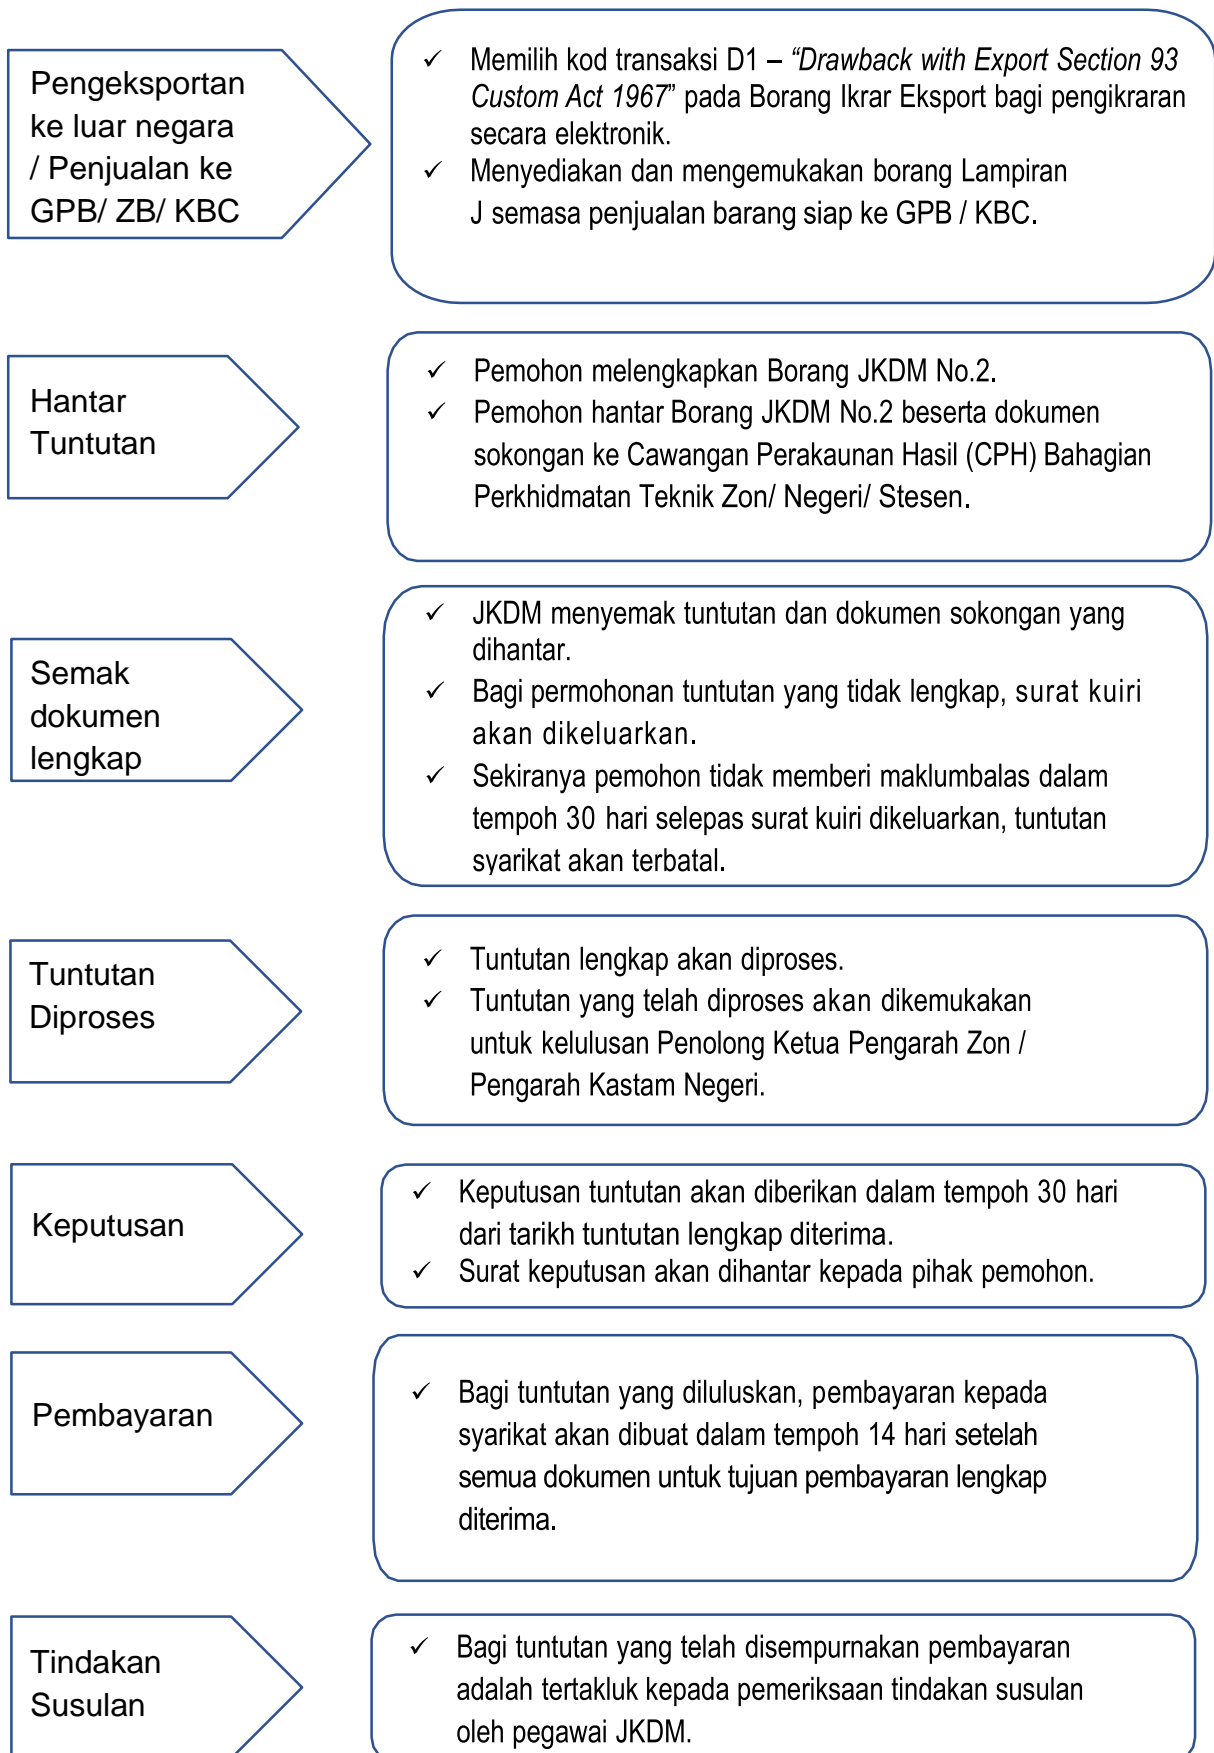 Pengeksportan
ke luar negara
/ Penjualan ke
GPB/ ZB/ KBC
✓ Memilih kod transaksi D1 – “Drawback with Export Section 93
Custom Act 1967” pada Borang Ikrar Eksport bagi pengikraran
secara elektronik.
✓ Menyediakan dan mengemukakan borang Lampiran
J semasa penjualan barang siap ke GPB / KBC.
Hantar
Tuntutan
✓ Pemohon melengkapkan Borang JKDM No.2.
✓ Pemohon hantar Borang JKDM No.2 beserta dokumen
sokongan ke Cawangan Perakaunan Hasil (CPH) Bahagian
Perkhidmatan Teknik Zon/ Negeri/ Stesen.
Semak
dokumen
lengkap
✓ JKDM menyemak tuntutan dan dokumen sokongan yang
dihantar.
✓ Bagi permohonan tuntutan yang tidak lengkap, surat kuiri
akan dikeluarkan.
✓ Sekiranya pemohon tidak memberi maklumbalas dalam
tempoh 30 hari selepas surat kuiri dikeluarkan, tuntutan
syarikat akan terbatal.
Tuntutan
Diproses
✓ Tuntutan lengkap akan diproses.
✓ Tuntutan yang telah diproses akan dikemukakan
untuk kelulusan Penolong Ketua Pengarah Zon /
Pengarah Kastam Negeri.
Keputusan
✓ Keputusan tuntutan akan diberikan dalam tempoh 30 hari
dari tarikh tuntutan lengkap diterima.
✓ Surat keputusan akan dihantar kepada pihak pemohon.
Pembayaran
✓ Bagi tuntutan yang diluluskan, pembayaran kepada
syarikat akan dibuat dalam tempoh 14 hari setelah
semua dokumen untuk tujuan pembayaran lengkap
diterima.
Tindakan
Susulan
✓ Bagi tuntutan yang telah disempurnakan pembayaran
adalah tertakluk kepada pemeriksaan tindakan susulan
oleh pegawai JKDM.